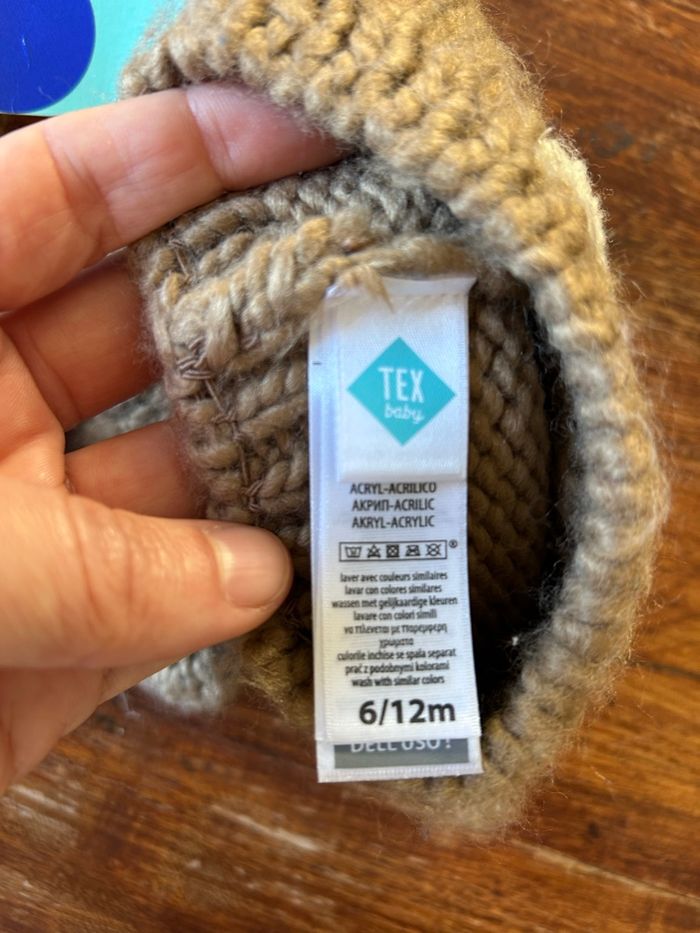 TEX
baby
ACRYL-ACRILICO
АКРИЛ-ACRILIC
AKRYL-ACRYLIC
®
laver avec couleurs similaires
lavar con colores similares
wassen met gelijkaardige kleuren
lavare con colori simili
να πλένεται με παρεμφερη
χρωματα
culorile inchise se spala separat
prać z podobnymi kolorami
wash with similar colors
6/12m
DELL'USO!